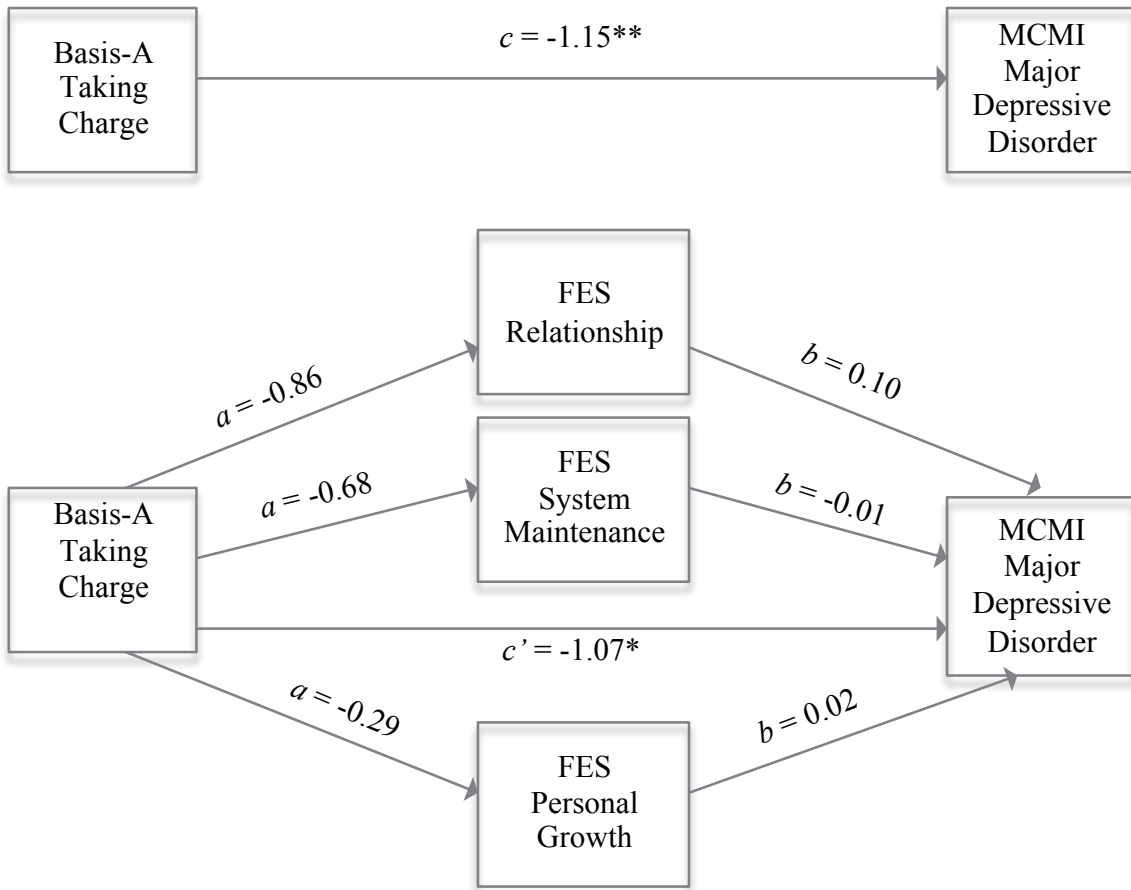 Basis-A
Taking
Charge
c = -1.15**
MCMI
Major
Depressive
Disorder
FES
Relationship
a = -0.86
b = 0.10
FES
System
Maintenance
a = -0.68
b = -0.01
Basis-A
Taking
Charge
MCMI
Major
Depressive
Disorder
c’ = -1.07*
a = -0.29
b = 0.02
FES
Personal
Growth